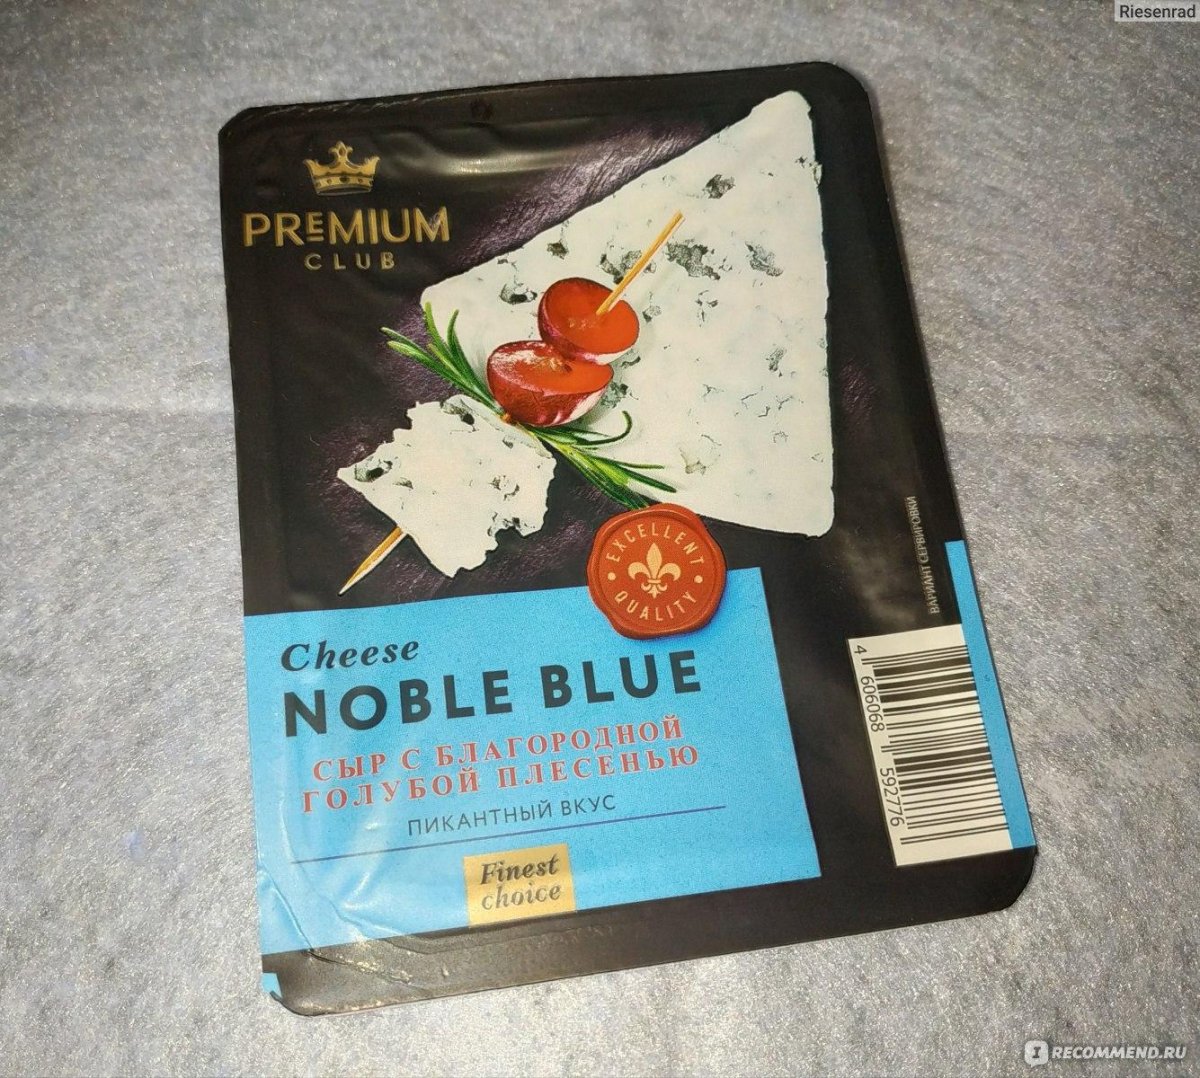 Riesenrad
PREMIUM
CLUB
EXCELLENT
QUALITY
ВАРИАНТ СЕРВИРОВКИ
Cheese
NOBLE BLUE
СЫР С БЛАГОРОДНОЙ
ГОЛУБОЙ ПЛЕСЕНЬЮ
ПИКАНТНЫЙ ВКУС
Finest
choice
4 606068 592776
RECOMMEND.RU